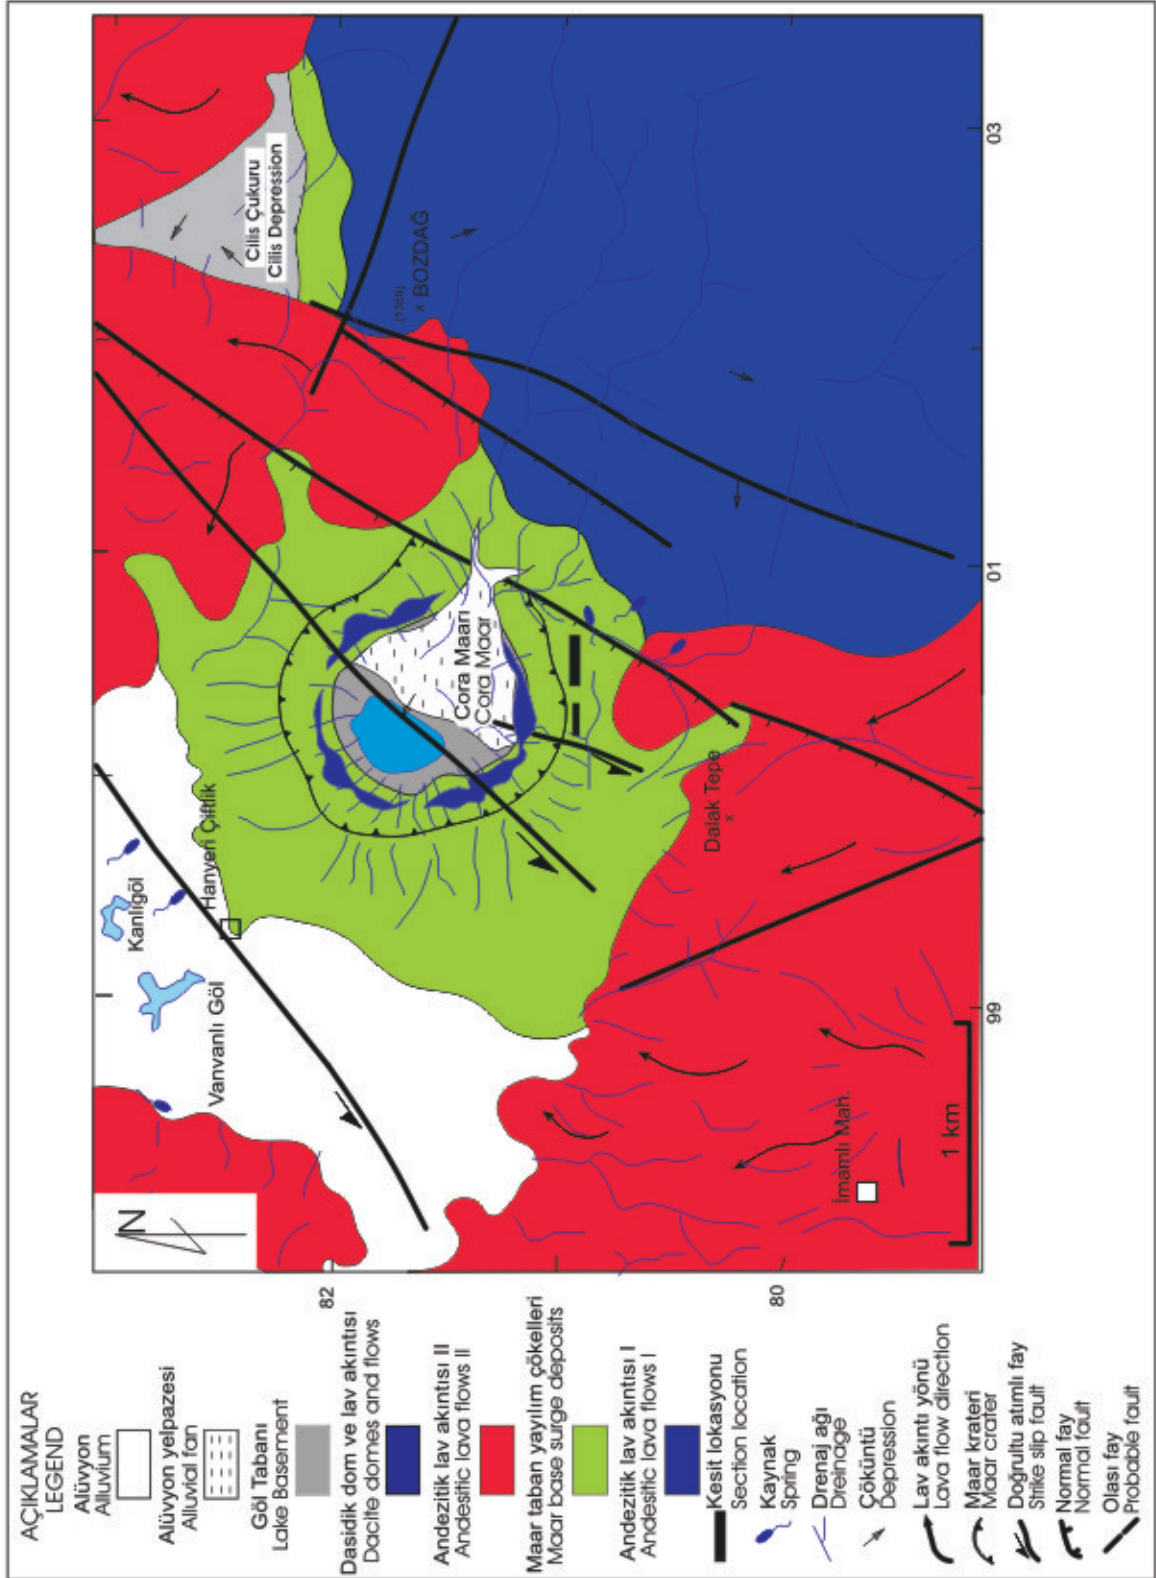 AÇIKLAMALAR
LEGEND
Alüvyon
Alluvium
Alüvyon yelpazesi
Alluvial fan
Göl Tabanı
Lake Basement
Dasidik dom ve lav akıntısı
Dacite domes and flows
Andezitik lav akıntısı II
Andesitic lava flows II
Maar taban yayılım çökelleri
Maar base surge deposits
Andezitik lav akıntısı I
Andesitic lava flows I
Kesit lokasyonu
Section location
Kaynak
Spring
Drenaj ağı
Dreinage
Çöküntü
Depression
Lav akıntı yönü
Lava flow direction
Maar krateri
Maar crater
Doğrultu atımlı fay
Strike slip fault
Normal fay
Normal fault
Olası fay
Probable fault
N
82
80
99
01
03
Vanvanlı Göl
Kanlıgöl
Hanyeri Çiftlik
Cora Maarı
Cora Maar
Cilis Çukuru
Cilis Depression
(1359)
x BOZDAĞ
Dalak Tepe
x
İmamlı Mah.
1 km